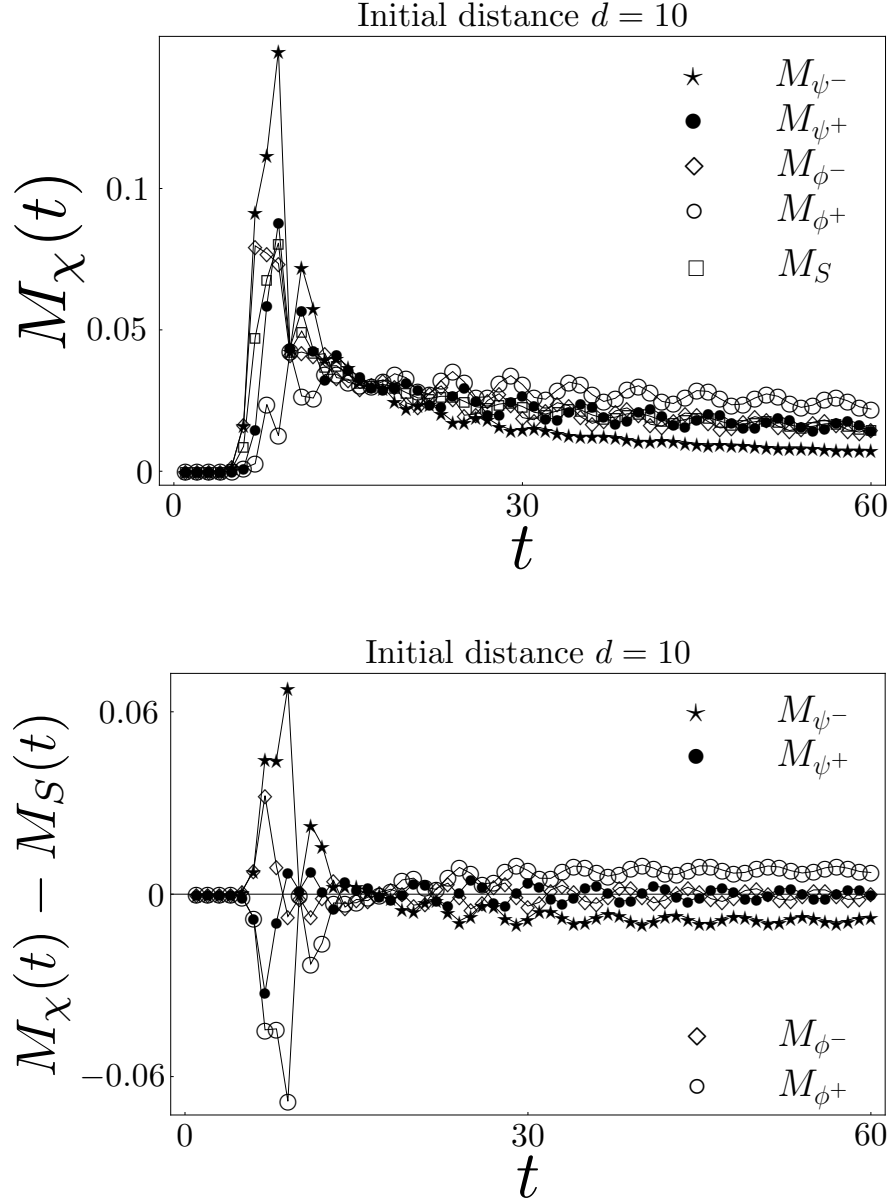 Initial distance d = 10
M_χ(t)
0.1
0.05
0
M_ψ⁻
M_ψ⁺
M_ϕ⁻
M_ϕ⁺
M_S
0 30 60
t
Initial distance d = 10
M_χ(t) − M_S(t)
0.06
0
−0.06
M_ψ⁻
M_ψ⁺
M_ϕ⁻
M_ϕ⁺
0 30 60
t